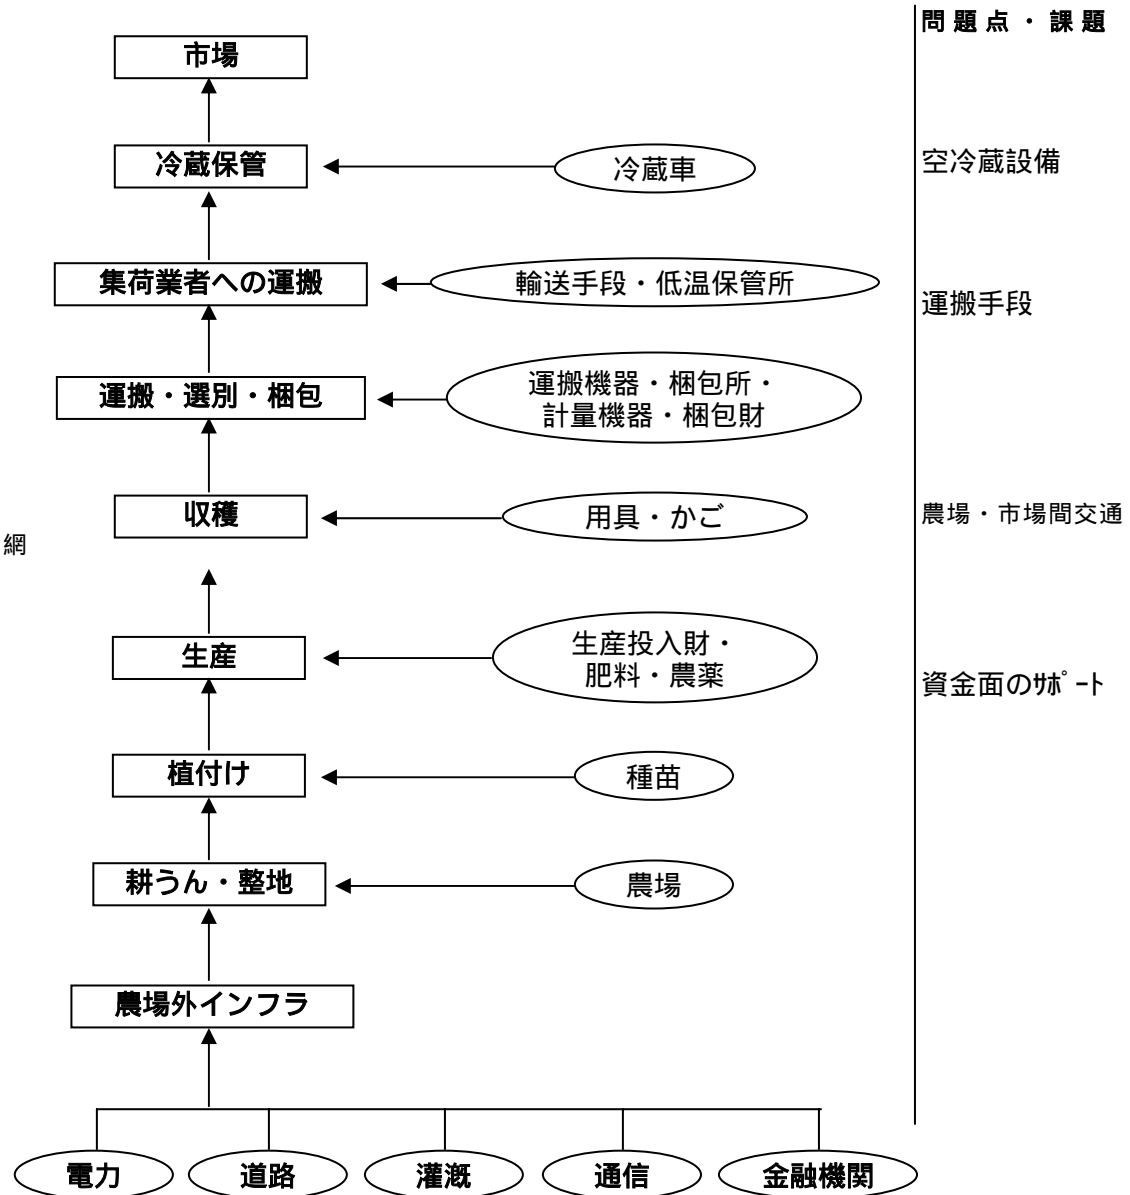 問題点・課題
市場
冷蔵保管
冷蔵車
空冷蔵設備
集荷業者への運搬
輸送手段・低温保管所
運搬手段
運搬・選別・梱包
運搬機器・梱包所・
計量機器・梱包財
収穫
用具・かご
農場・市場間交通
網
生産
生産投入財・
肥料・農薬
資金面のｻﾎﾟｰﾄ
植付け
種苗
耕うん・整地
農場
農場外インフラ
電力
道路
灌漑
通信
金融機関